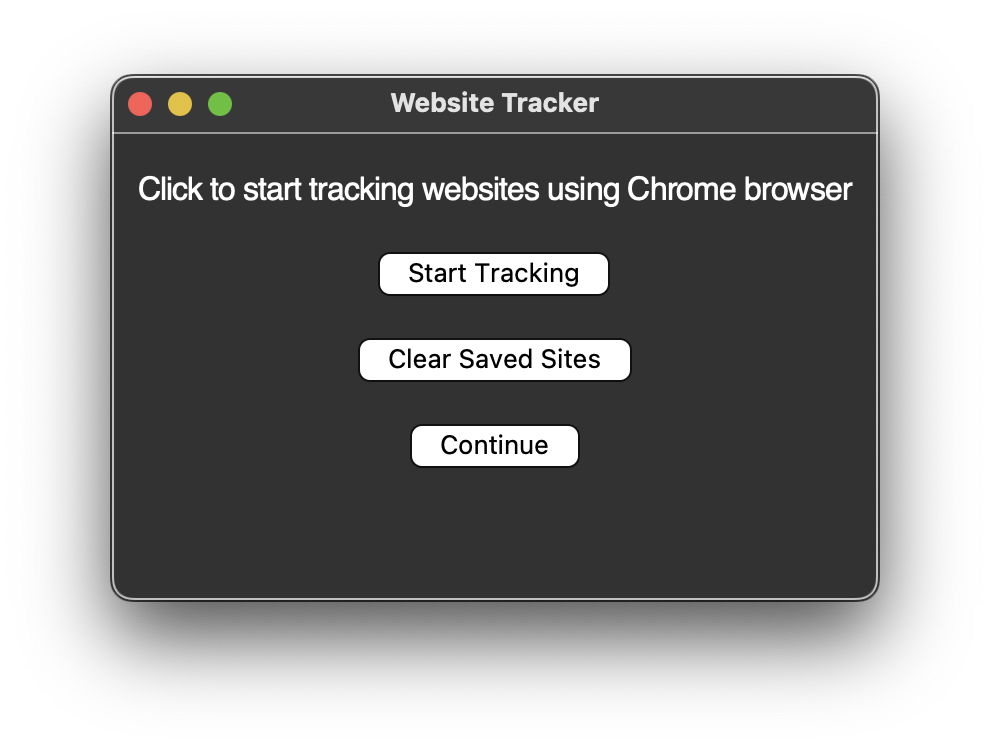 Website Tracker
Click to start tracking websites using Chrome browser
Start Tracking
Clear Saved Sites
Continue